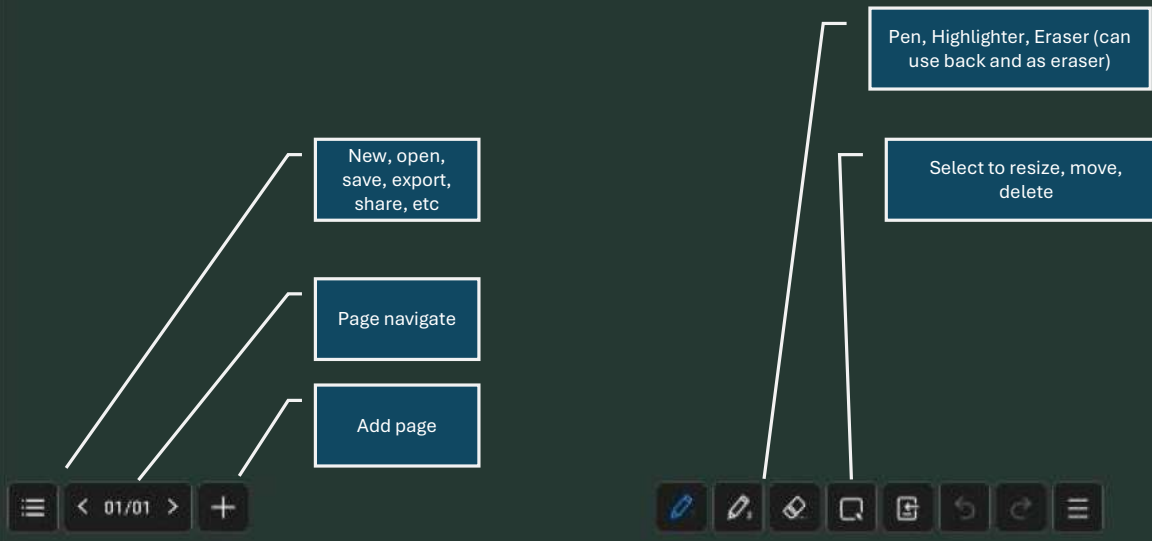 Pen, Highlighter, Eraser (can
use back and as eraser)
New, open,
save, export,
share, etc
Select to resize, move,
delete
Page navigate
Add page
01/01